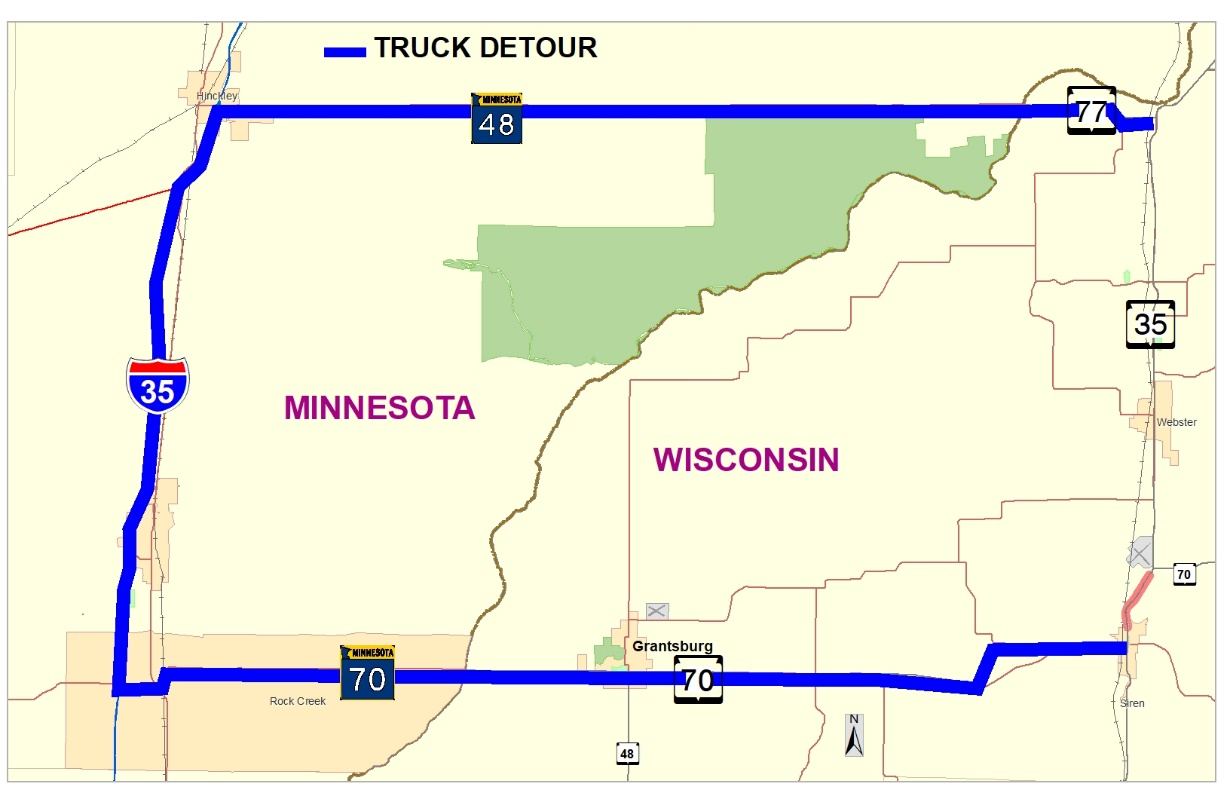 TRUCK DETOUR
Hinckley
MINNESOTA
48
77
35
35
MINNESOTA
WISCONSIN
Webster
70
Grantsburg
MINNESOTA
70
70
Rock Creek
Siren
N
48